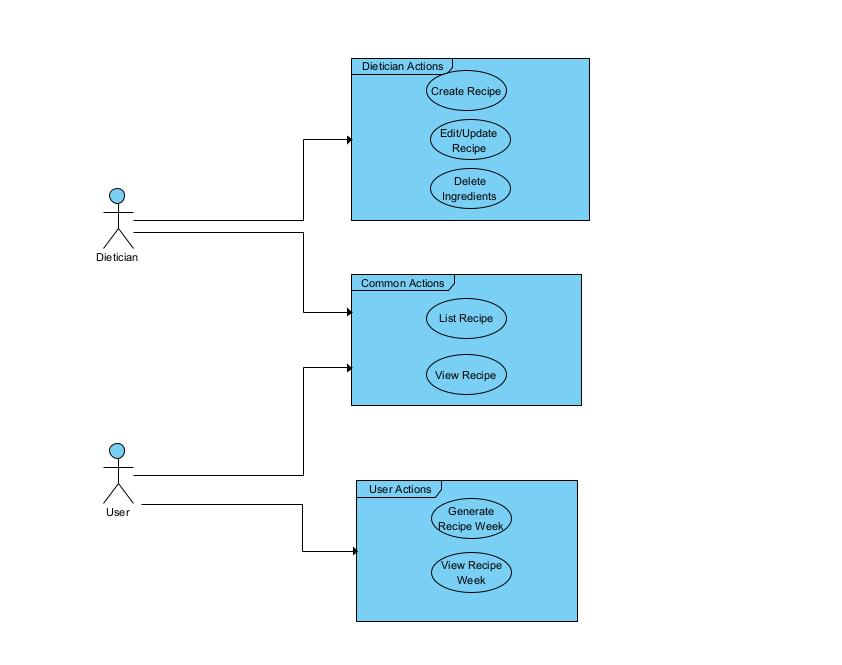 Dietician Actions
Create Recipe
Edit/Update
Recipe
Delete
Ingredients
Dietician
Common Actions
List Recipe
View Recipe
User
User Actions
Generate
Recipe Week
View Recipe
Week